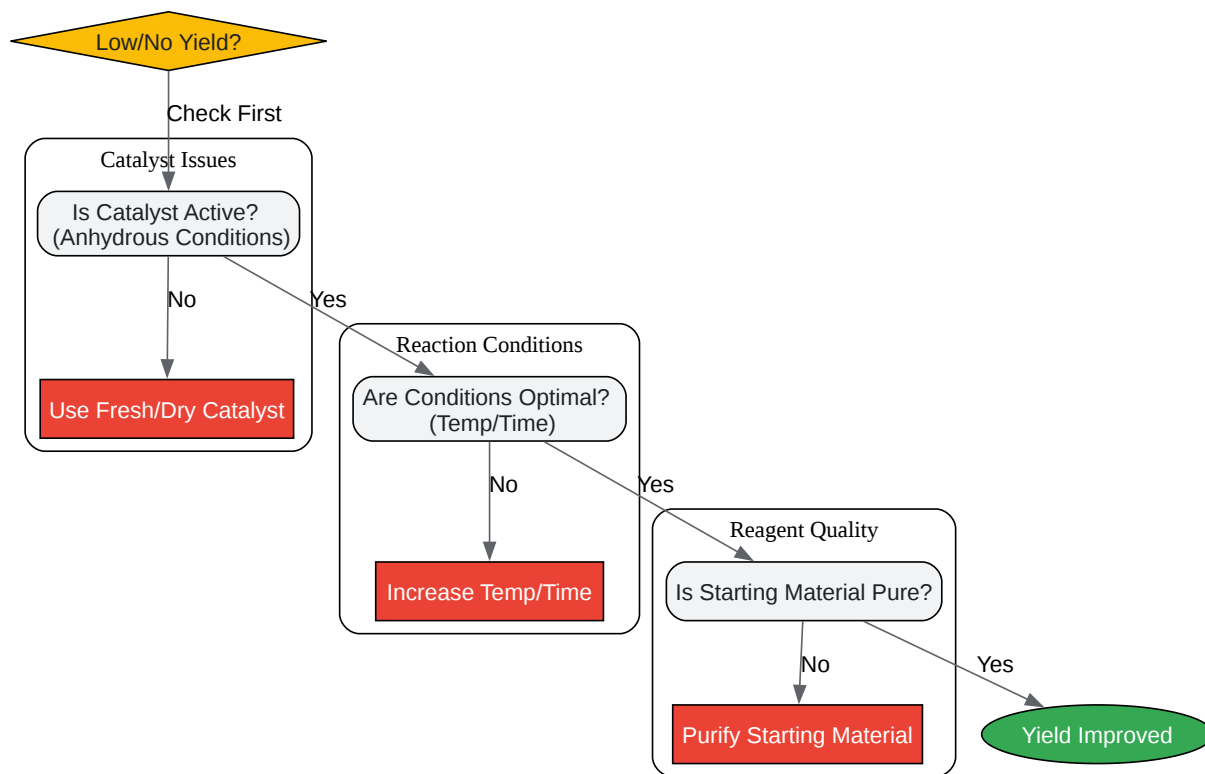 Low/No Yield?
Check First
Catalyst Issues
Is Catalyst Active?
(Anhydrous Conditions)
No
Yes
Use Fresh/Dry Catalyst
Reaction Conditions
Are Conditions Optimal?
(Temp/Time)
No
Yes
Increase Temp/Time
Reagent Quality
Is Starting Material Pure?
No
Yes
Purify Starting Material
Yield Improved